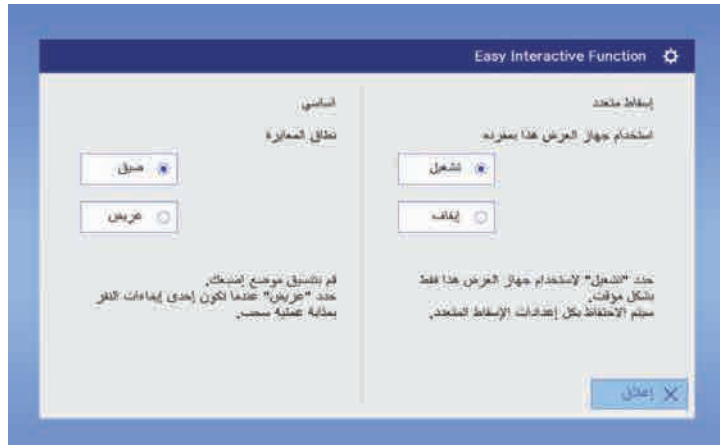 Easy Interactive Function
إسقاط متعدد
استخدام جهاز العرض هذا بمفرده
تشغيل
إيقاف
حدد "تشغيل" لاستخدام جهاز العرض هذا فقط
بشكل موقت.
سيتم الاحتفاظ بكل إعدادات الإسقاط المتعدد.
أساسي
نطاق المعايرة
ضيق
عريض
قم بتنسيق موضع إصبعك.
حدد "عريض" عندما تكون إحدى إيماءات النقر
بمثابة عملية سحب.
إغلاق